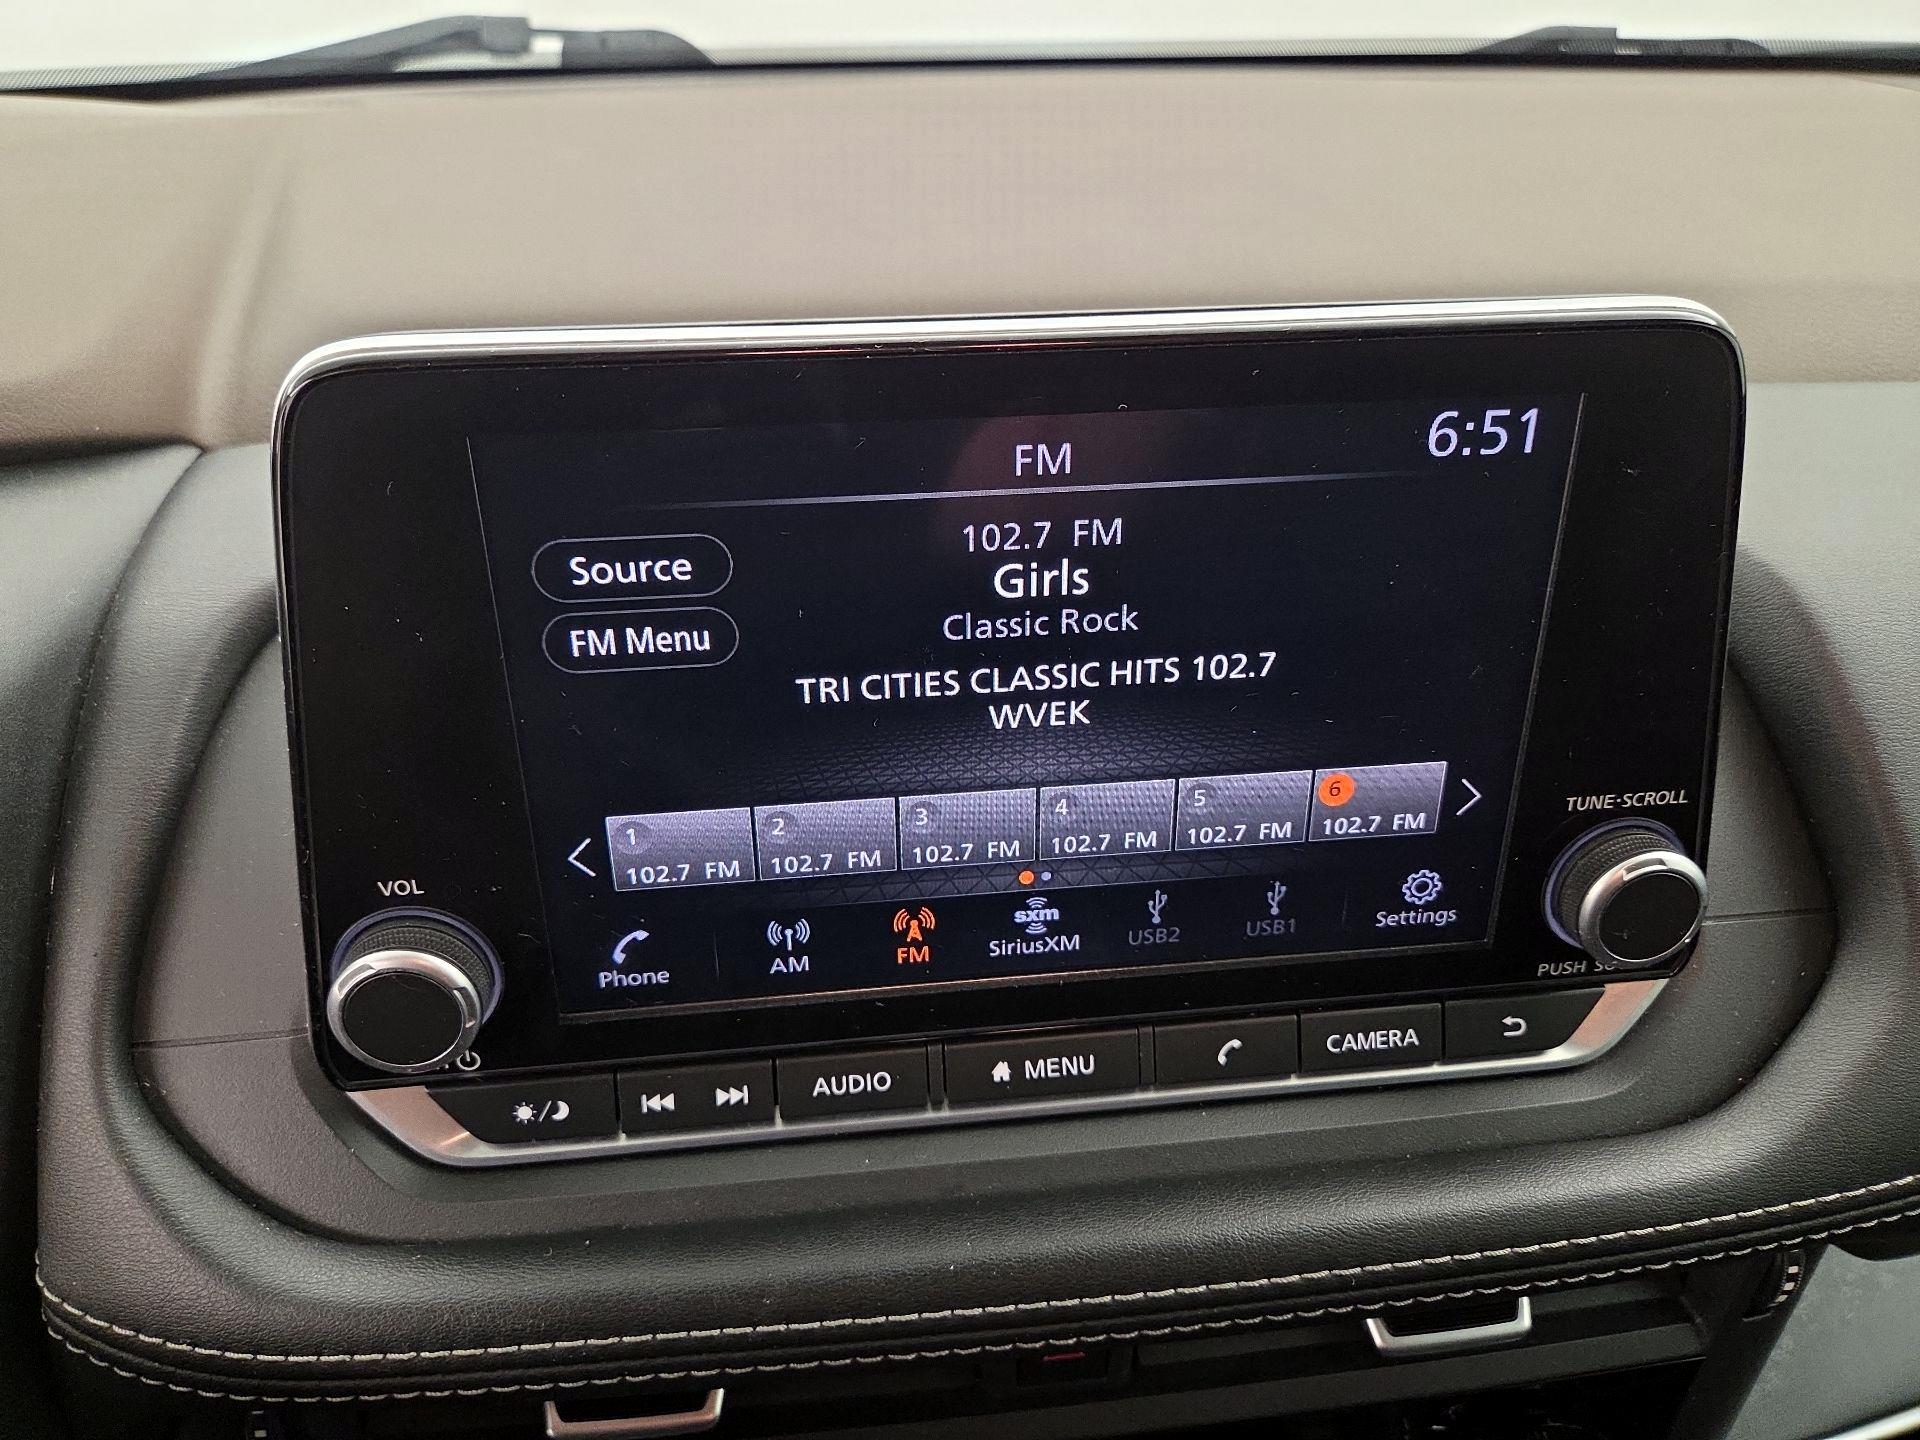 6:51
FM
102.7 FM
Girls
Classic Rock
Source
FM Menu
TRI CITIES CLASSIC HITS 102.7
WVEK
1 2 3 4 5 6
102.7 FM 102.7 FM 102.7 FM 102.7 FM 102.7 FM 102.7 FM
Phone AM FM sxm SiriusXM USB2 USB1 Settings
VOL
TUNE·SCROLL
PUSH
AUDIO MENU CAMERA